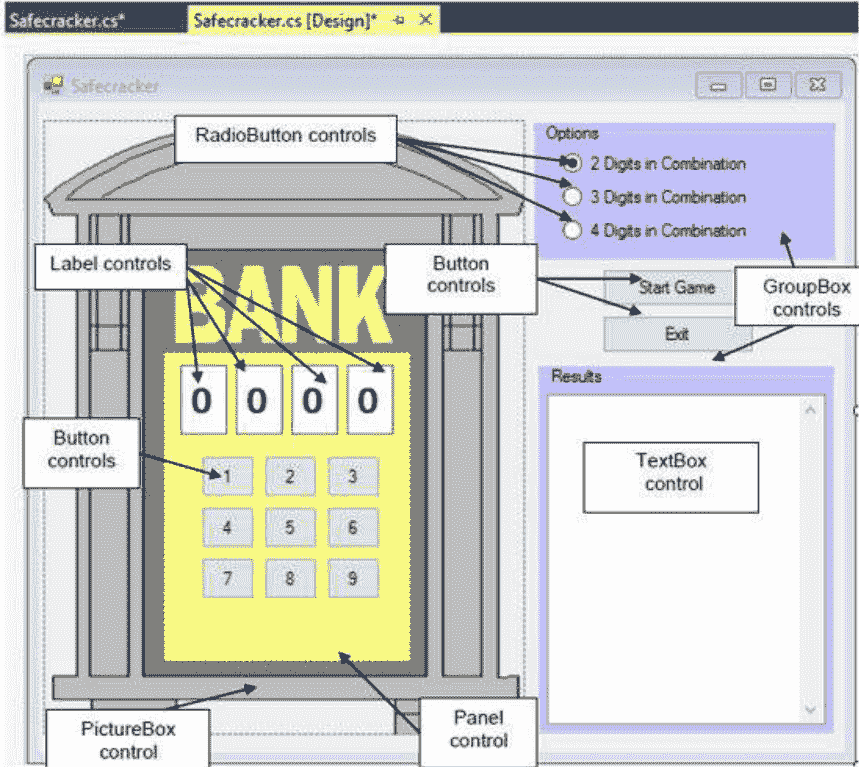 Safecracker.cs*
Safecracker.cs [Design]*
Safecracker
RadioButton controls
Options
2 Digits in Combination
3 Digits in Combination
4 Digits in Combination
Label controls
Button
controls
Start Game
GroupBox
controls
BANK
Exit
Results
0 0 0 0
Button
controls
1 2 3
4 5 6
7 8 9
TextBox
control
PictureBox
control
Panel
control